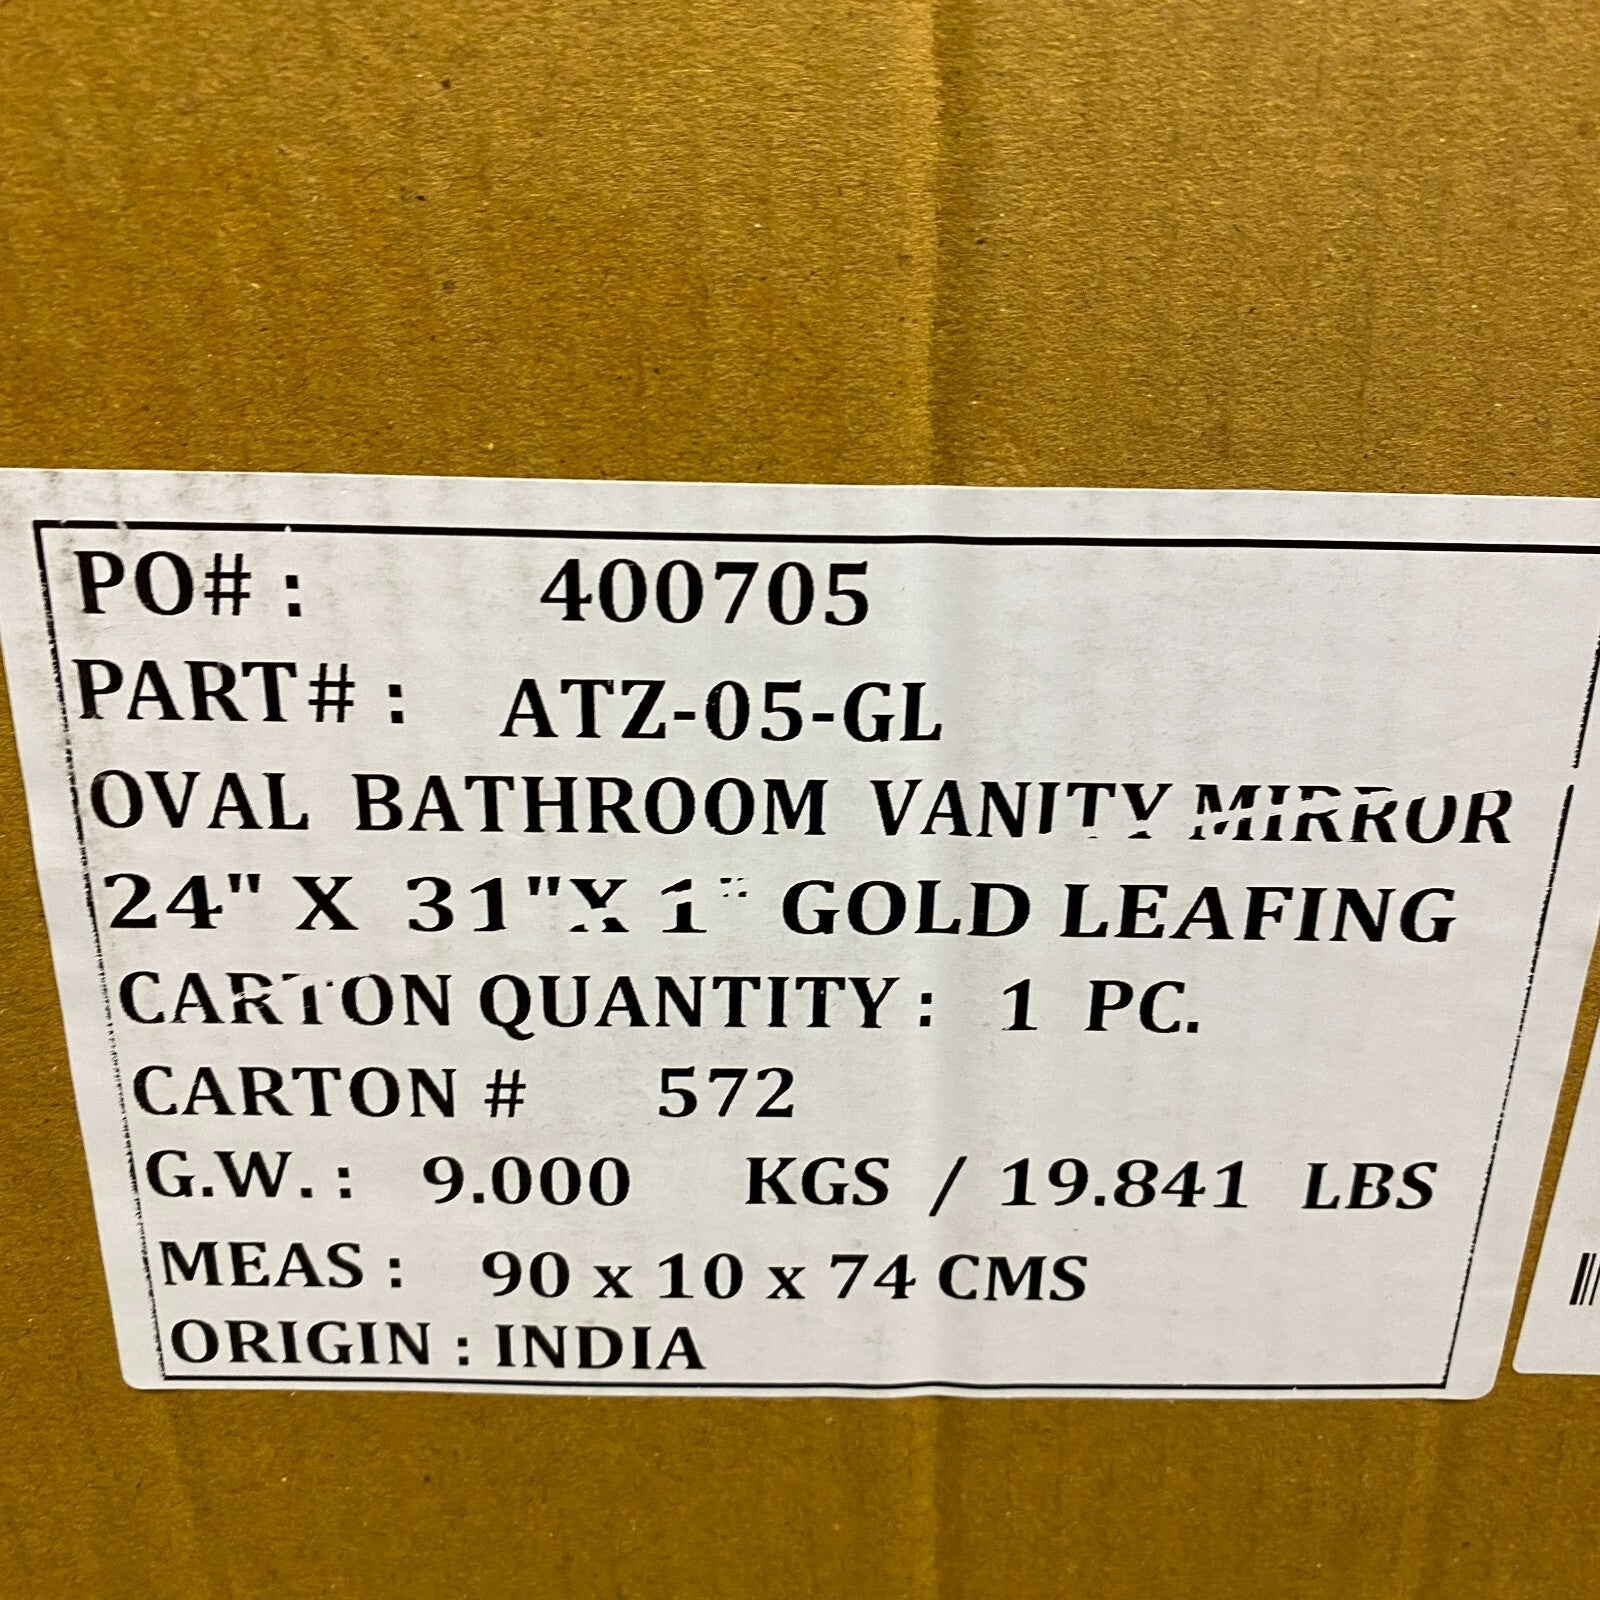 PO# : 400705
PART# : ATZ-05-GL
OVAL BATHROOM VANITY MIRROR
24" X 31"X 1" GOLD LEAFING
CARTON QUANTITY : 1 PC.
CARTON # 572
G.W. : 9.000 KGS / 19.841 LBS
MEAS : 90 x 10 x 74 CMS
ORIGIN : INDIA